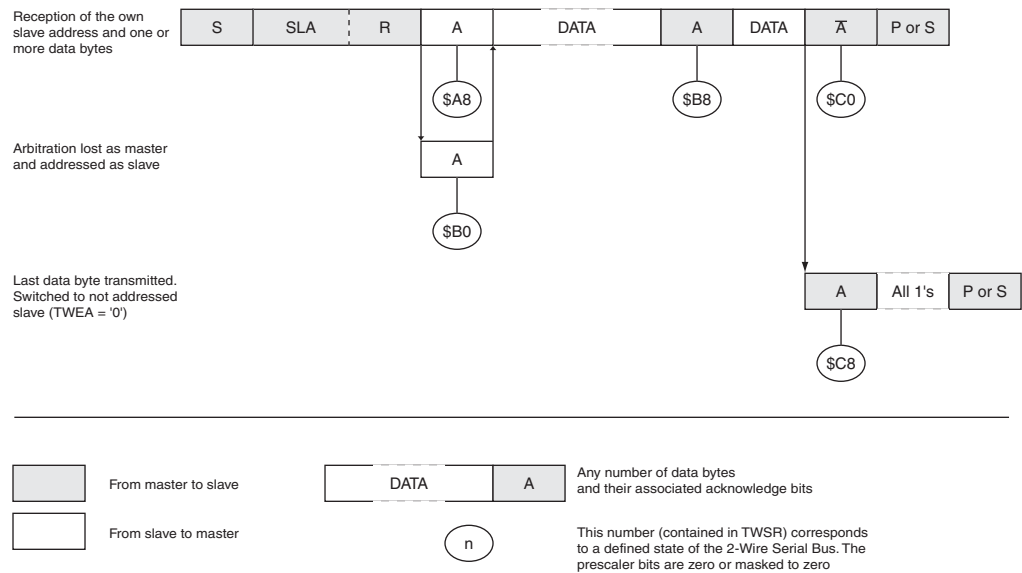 Reception of the own
slave address and one or
more data bytes
S SLA R A DATA A DATA A̅ P or S
$A8 $B8 $C0
Arbitration lost as master
and addressed as slave
A
$B0
Last data byte transmitted.
Switched to not addressed
slave (TWEA = '0')
A All 1's P or S
$C8
From master to slave
From slave to master
DATA A
Any number of data bytes
and their associated acknowledge bits
n
This number (contained in TWSR) corresponds
to a defined state of the 2-Wire Serial Bus. The
prescaler bits are zero or masked to zero